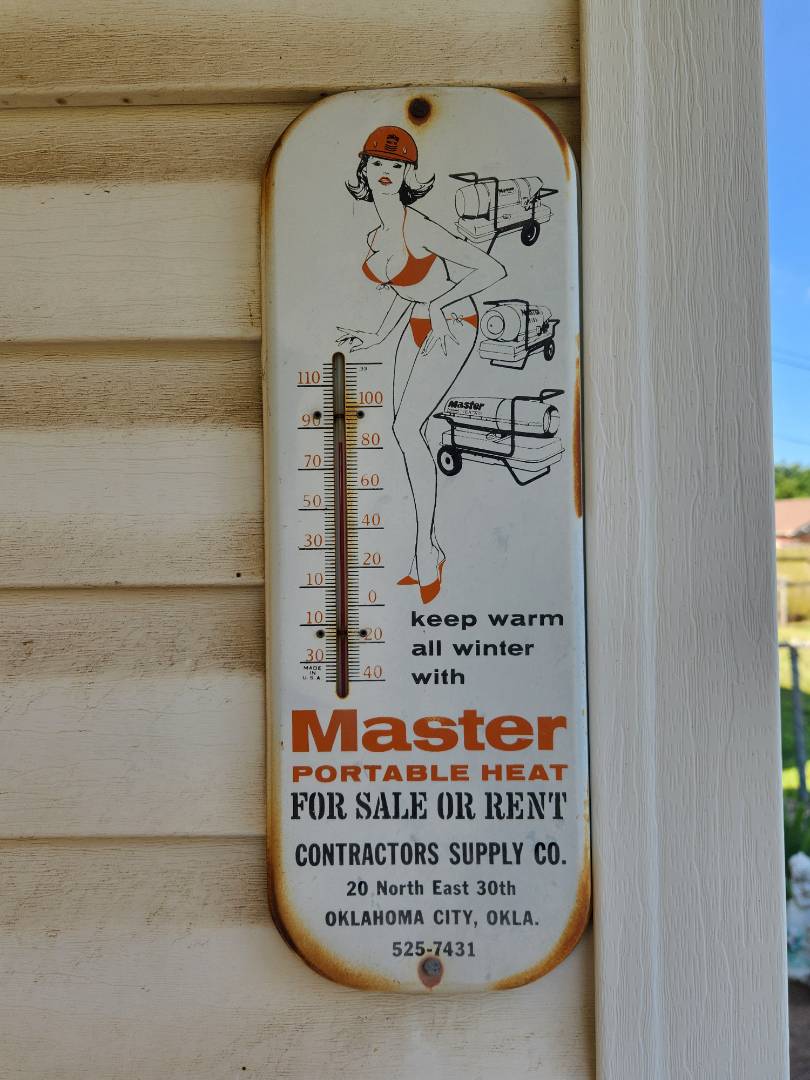 Master
110
100
90
80
70
60
50
40
30
20
10
0
10
20
30
40
MADE
IN
U.S.A.
keep warm
all winter
with
Master
PORTABLE HEAT
FOR SALE OR RENT
CONTRACTORS SUPPLY CO.
20 North East 30th
OKLAHOMA CITY, OKLA.
525-7431